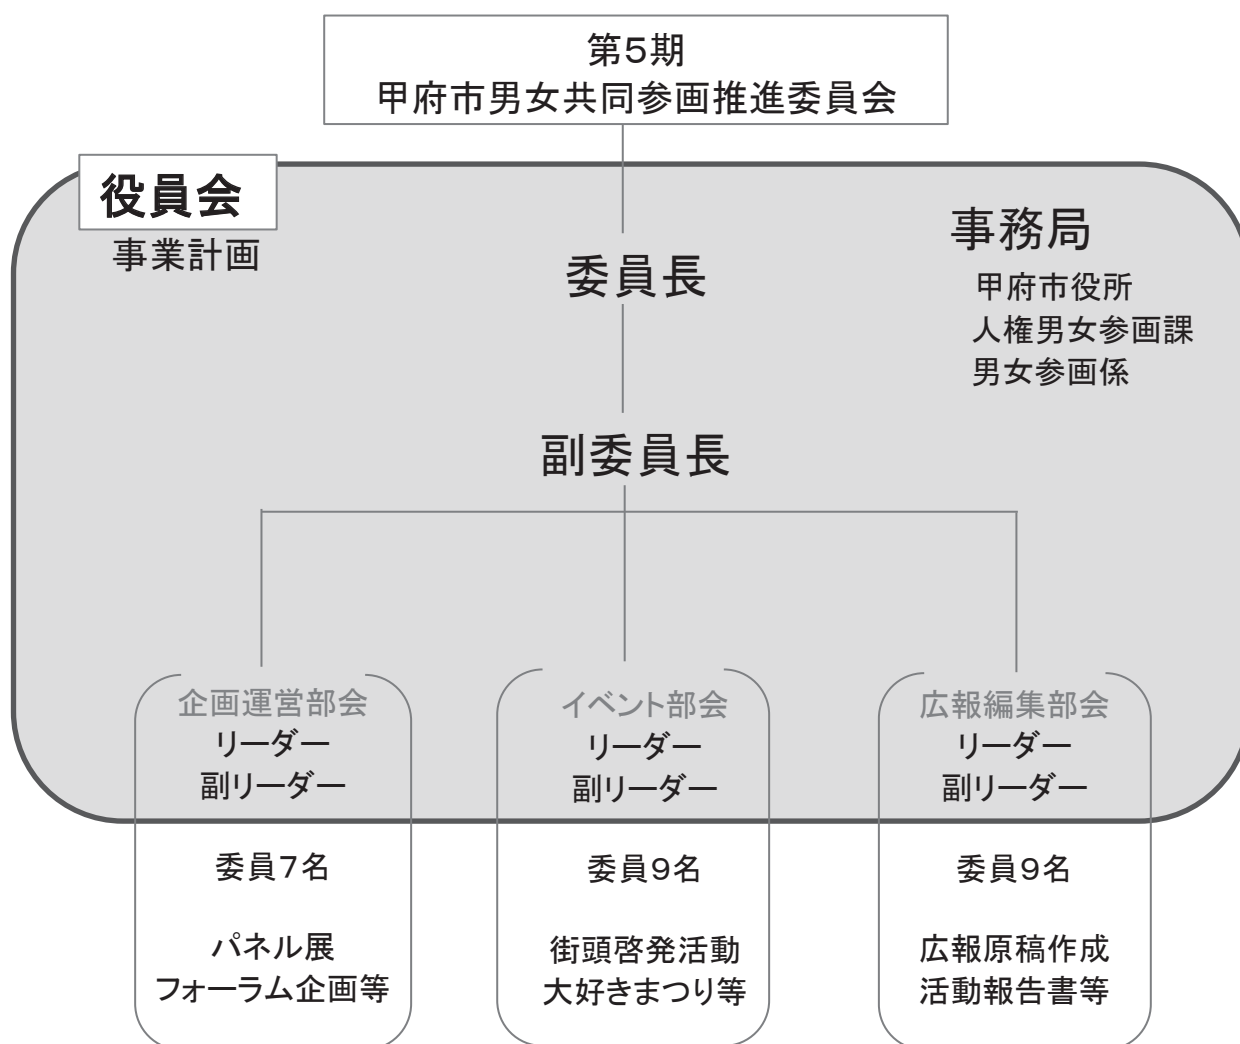 第5期
甲府市男女共同参画推進委員会
役員会
事業計画
事務局
甲府市役所
人権男女参画課
男女参画係
委員長
副委員長
企画運営部会
リーダー
副リーダー
委員7名
パネル展
フォーラム企画等
イベント部会
リーダー
副リーダー
委員9名
街頭啓発活動
大好きまつり等
広報編集部会
リーダー
副リーダー
委員9名
広報原稿作成
活動報告書等